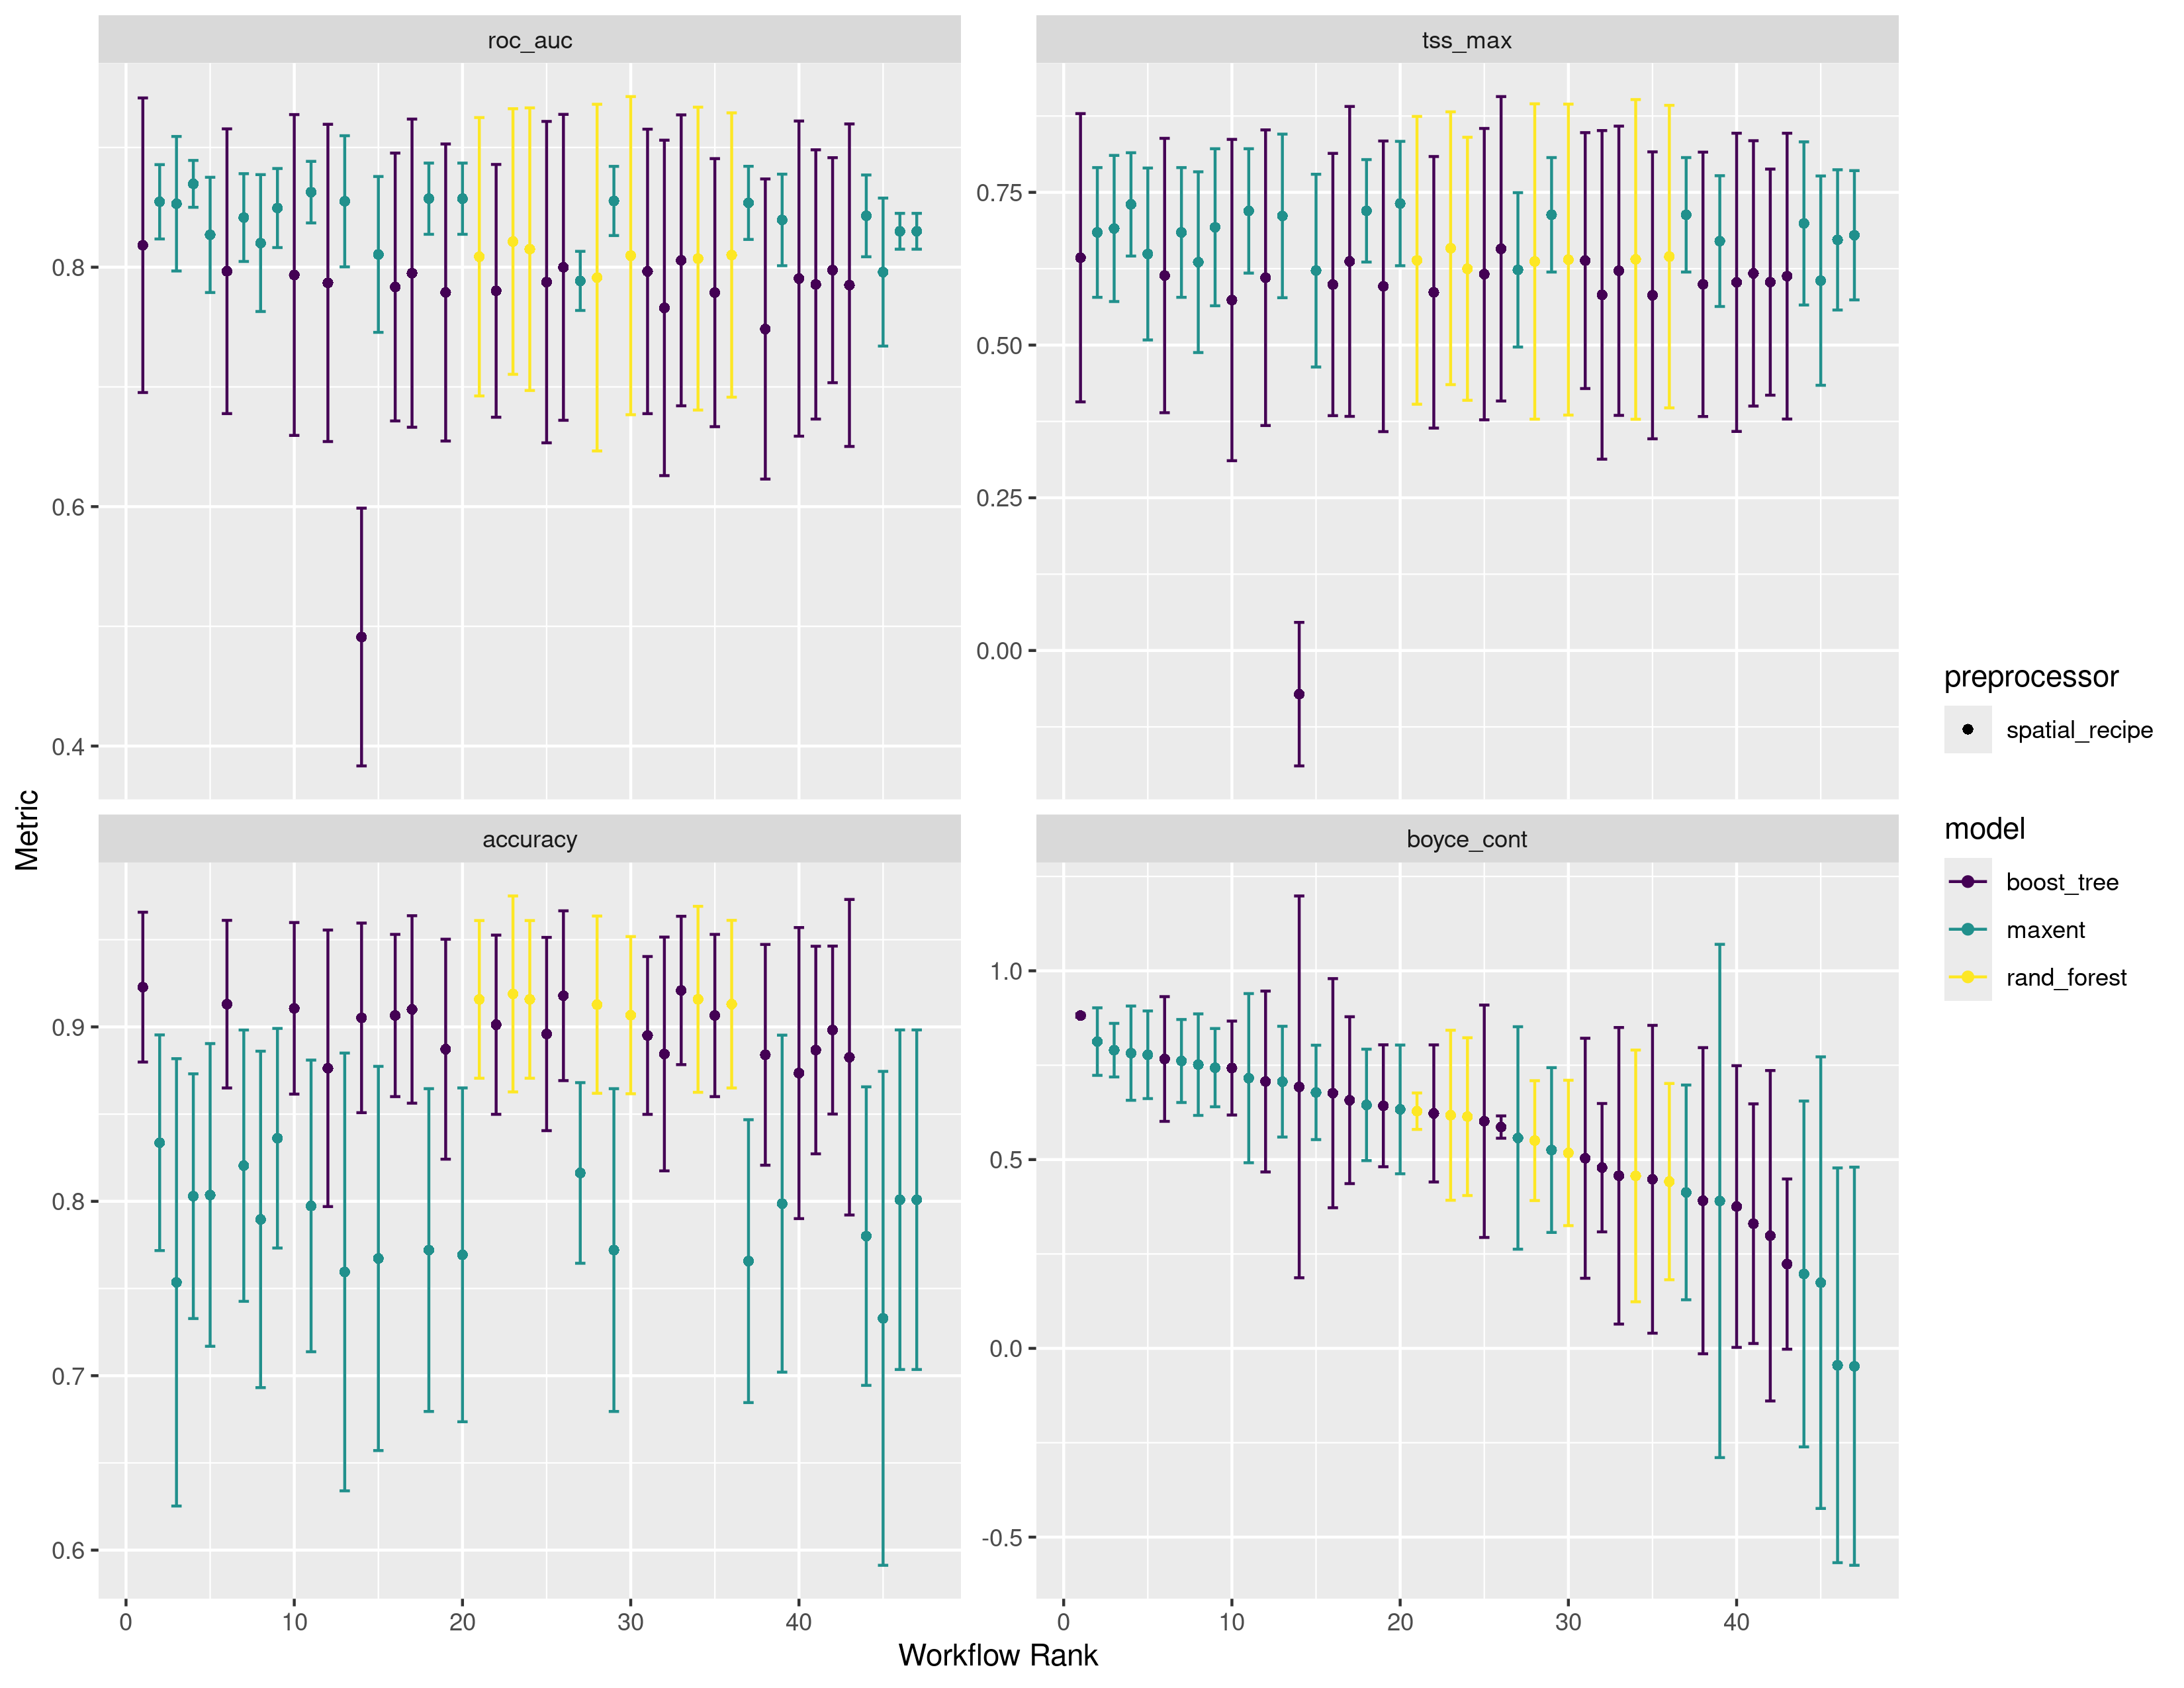 roc_auc
tss_max
0.8
0.6
0.4
0.75
0.50
0.25
0.00
accuracy
boyce_cont
0.9
0.8
0.7
0.6
1.0
0.5
0.0
-0.5
0 10 20 30 40
0 10 20 30 40
Workflow Rank
Metric
preprocessor
spatial_recipe
model
boost_tree
maxent
rand_forest